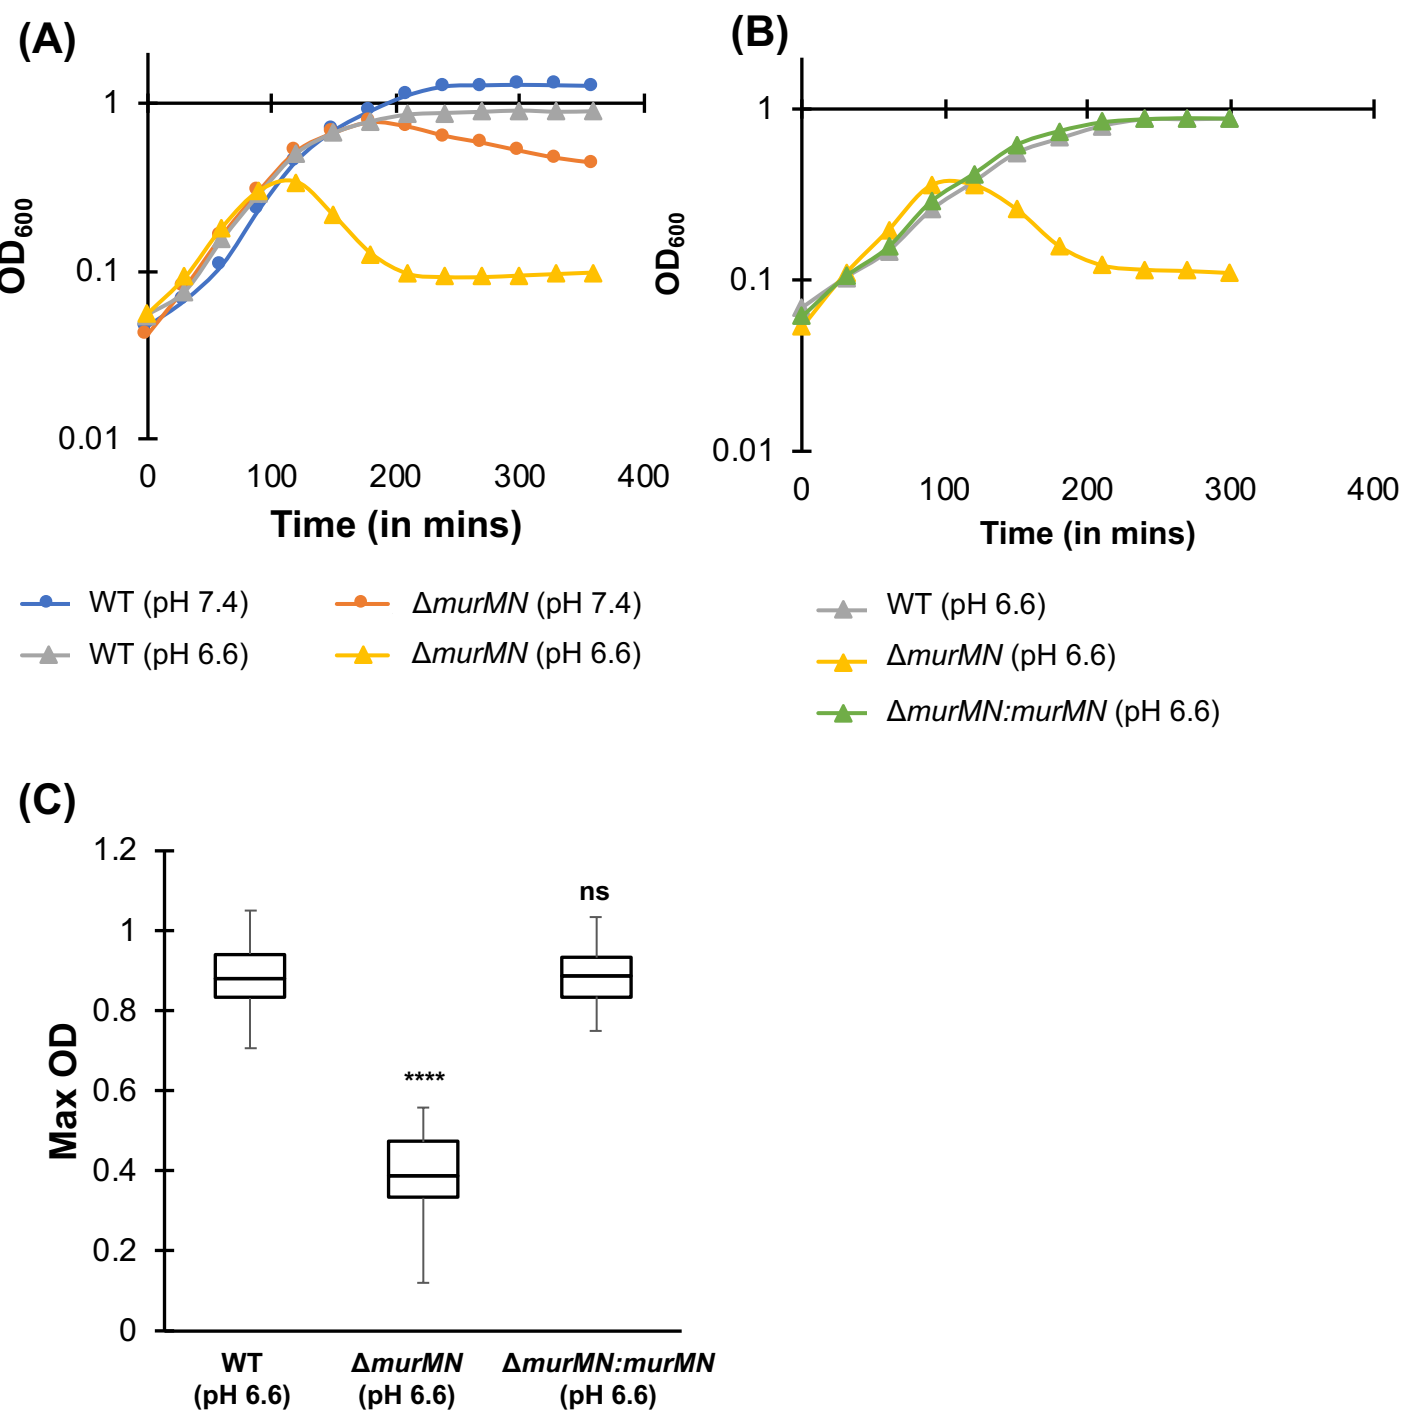 (A)
1
0.1
0.01
OD600
0 100 200 300 400
Time (in mins)
WT (pH 7.4)
ΔmurMN (pH 7.4)
WT (pH 6.6)
ΔmurMN (pH 6.6)
(B)
1
0.1
0.01
OD600
0 100 200 300 400
Time (in mins)
WT (pH 6.6)
ΔmurMN (pH 6.6)
ΔmurMN:murMN (pH 6.6)
(C)
1.2
1
0.8
0.6
0.4
0.2
0
Max OD
ns
****
WT
(pH 6.6)
ΔmurMN
(pH 6.6)
ΔmurMN:murMN
(pH 6.6)